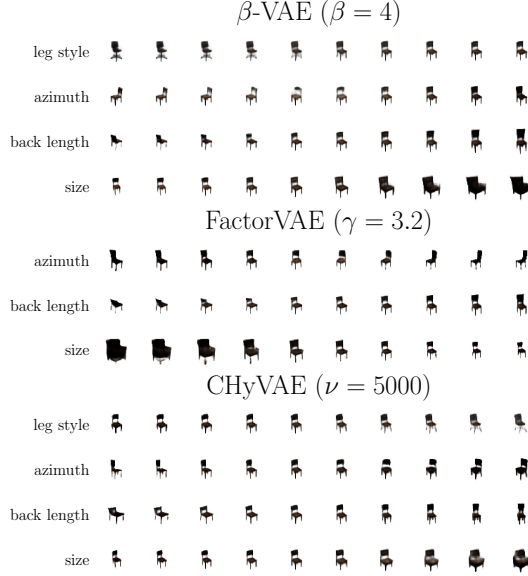 β-VAE (β = 4)
leg style
azimuth
back length
size
FactorVAE (γ = 3.2)
azimuth
back length
size
CHyVAE (ν = 5000)
leg style
azimuth
back length
size